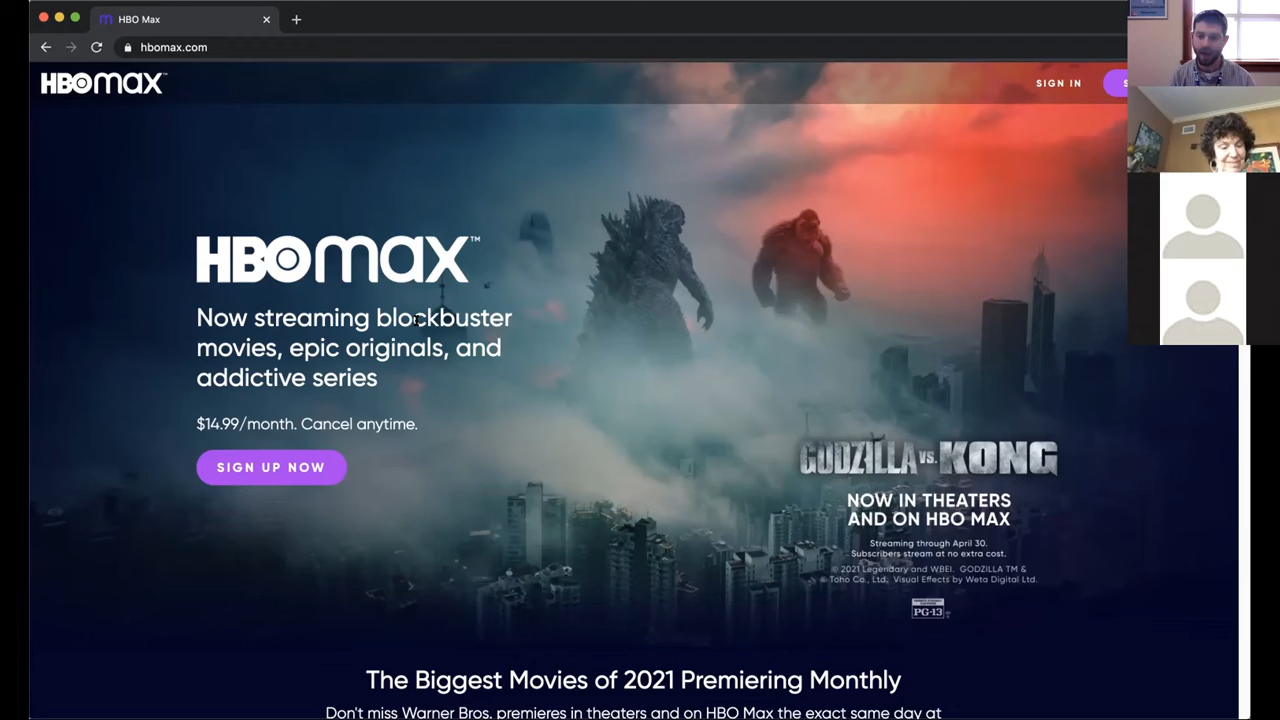 HBO Max
hbomax.com
HBOmax™
SIGN IN
HBOmax™
Now streaming blockbuster
movies, epic originals, and
addictive series
$14.99/month. Cancel anytime.
SIGN UP NOW
GODZILLA VS. KONG
NOW IN THEATERS
AND ON HBO MAX
Streaming through April 30.
Subscribers stream at no extra cost.
© 2021 Legendary and WBEI. GODZILLA TM &
© Toho Co., Ltd. Visual Effects by Weta Digital Ltd.
PG-13
The Biggest Movies of 2021 Premiering Monthly
Don't miss Warner Bros. premieres in theaters and on HBO Max the exact same day at